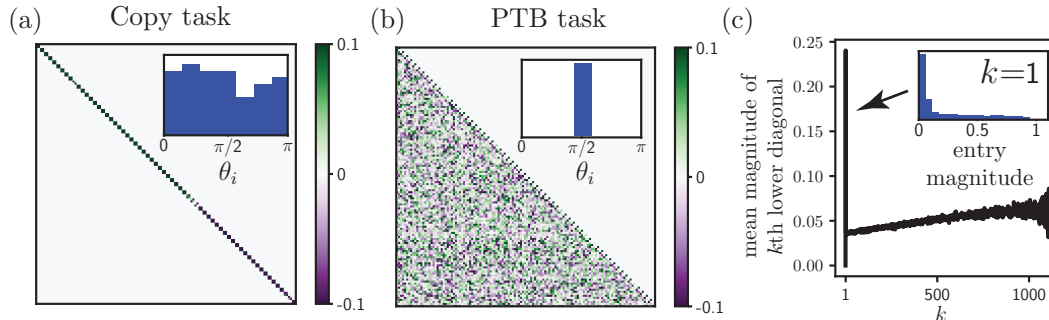 (a)
Copy task
0.1
0
-0.1
0
π/2
π
θi
(b)
PTB task
0.1
0
-0.1
0
π/2
π
θi
(c)
mean magnitude of
kth lower diagonal
0.25
0.20
0.15
0.10
0.05
0.00
k=1
0
0.5
1
entry
magnitude
1
500
1000
k